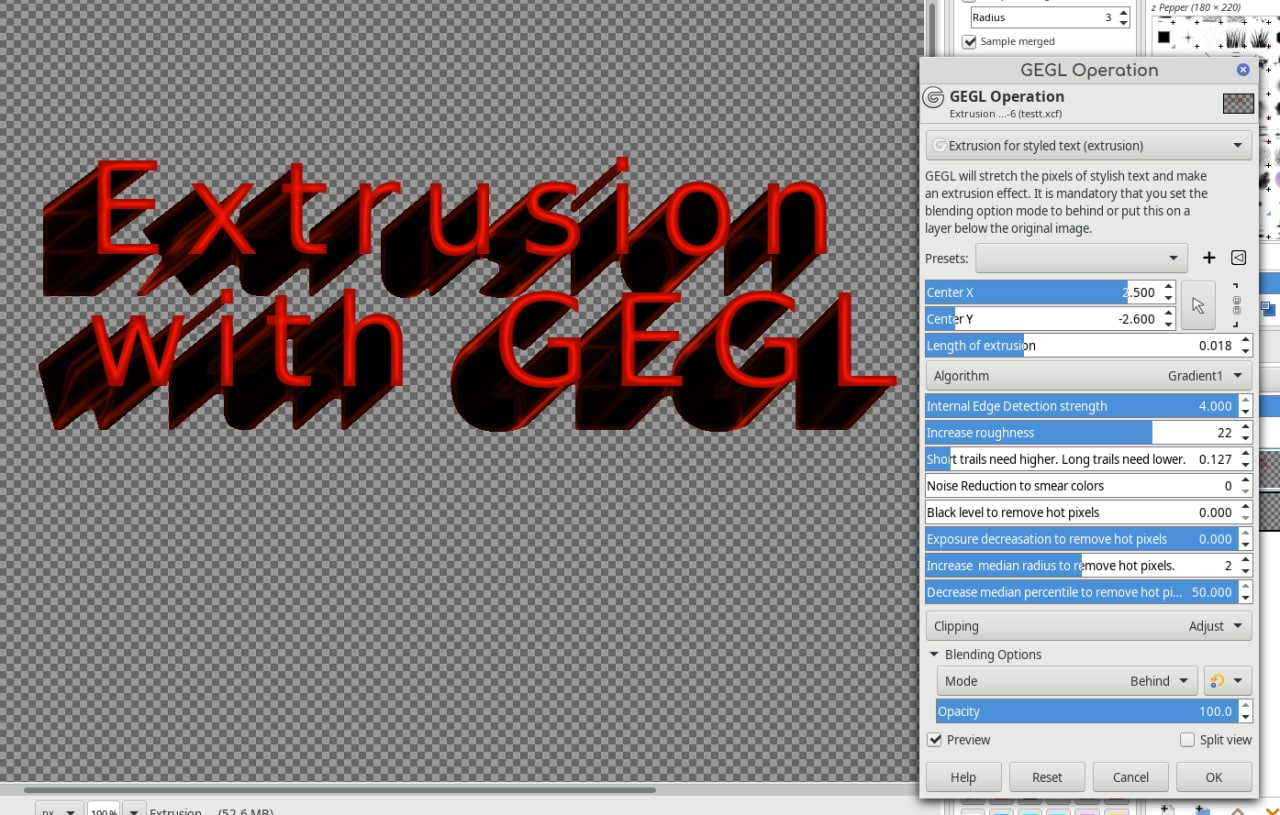 z Pepper (180 × 220)
Radius 3
Sample merged
GEGL Operation
GEGL Operation
Extrusion ...-6 (testt.xcf)
Extrusion for styled text (extrusion)
GEGL will stretch the pixels of stylish text and make
an extrusion effect. It is mandatory that you set the
blending option mode to behind or put this on a
layer below the original image.
Presets:
Center X 2.500
Center Y -2.600
Length of extrusion 0.018
Algorithm Gradient1
Internal Edge Detection strength 4.000
Increase roughness 22
Short trails need higher. Long trails need lower. 0.127
Noise Reduction to smear colors 0
Black level to remove hot pixels 0.000
Exposure decreasation to remove hot pixels 0.000
Increase  median radius to remove hot pixels. 2
Decrease median percentile to remove hot pi... 50.000
Clipping Adjust
Blending Options
Mode Behind
Opacity 100.0
Preview Split view
Help Reset Cancel OK
Extrusion
with GEGL
px 100% Extrusion (52.6 MB)